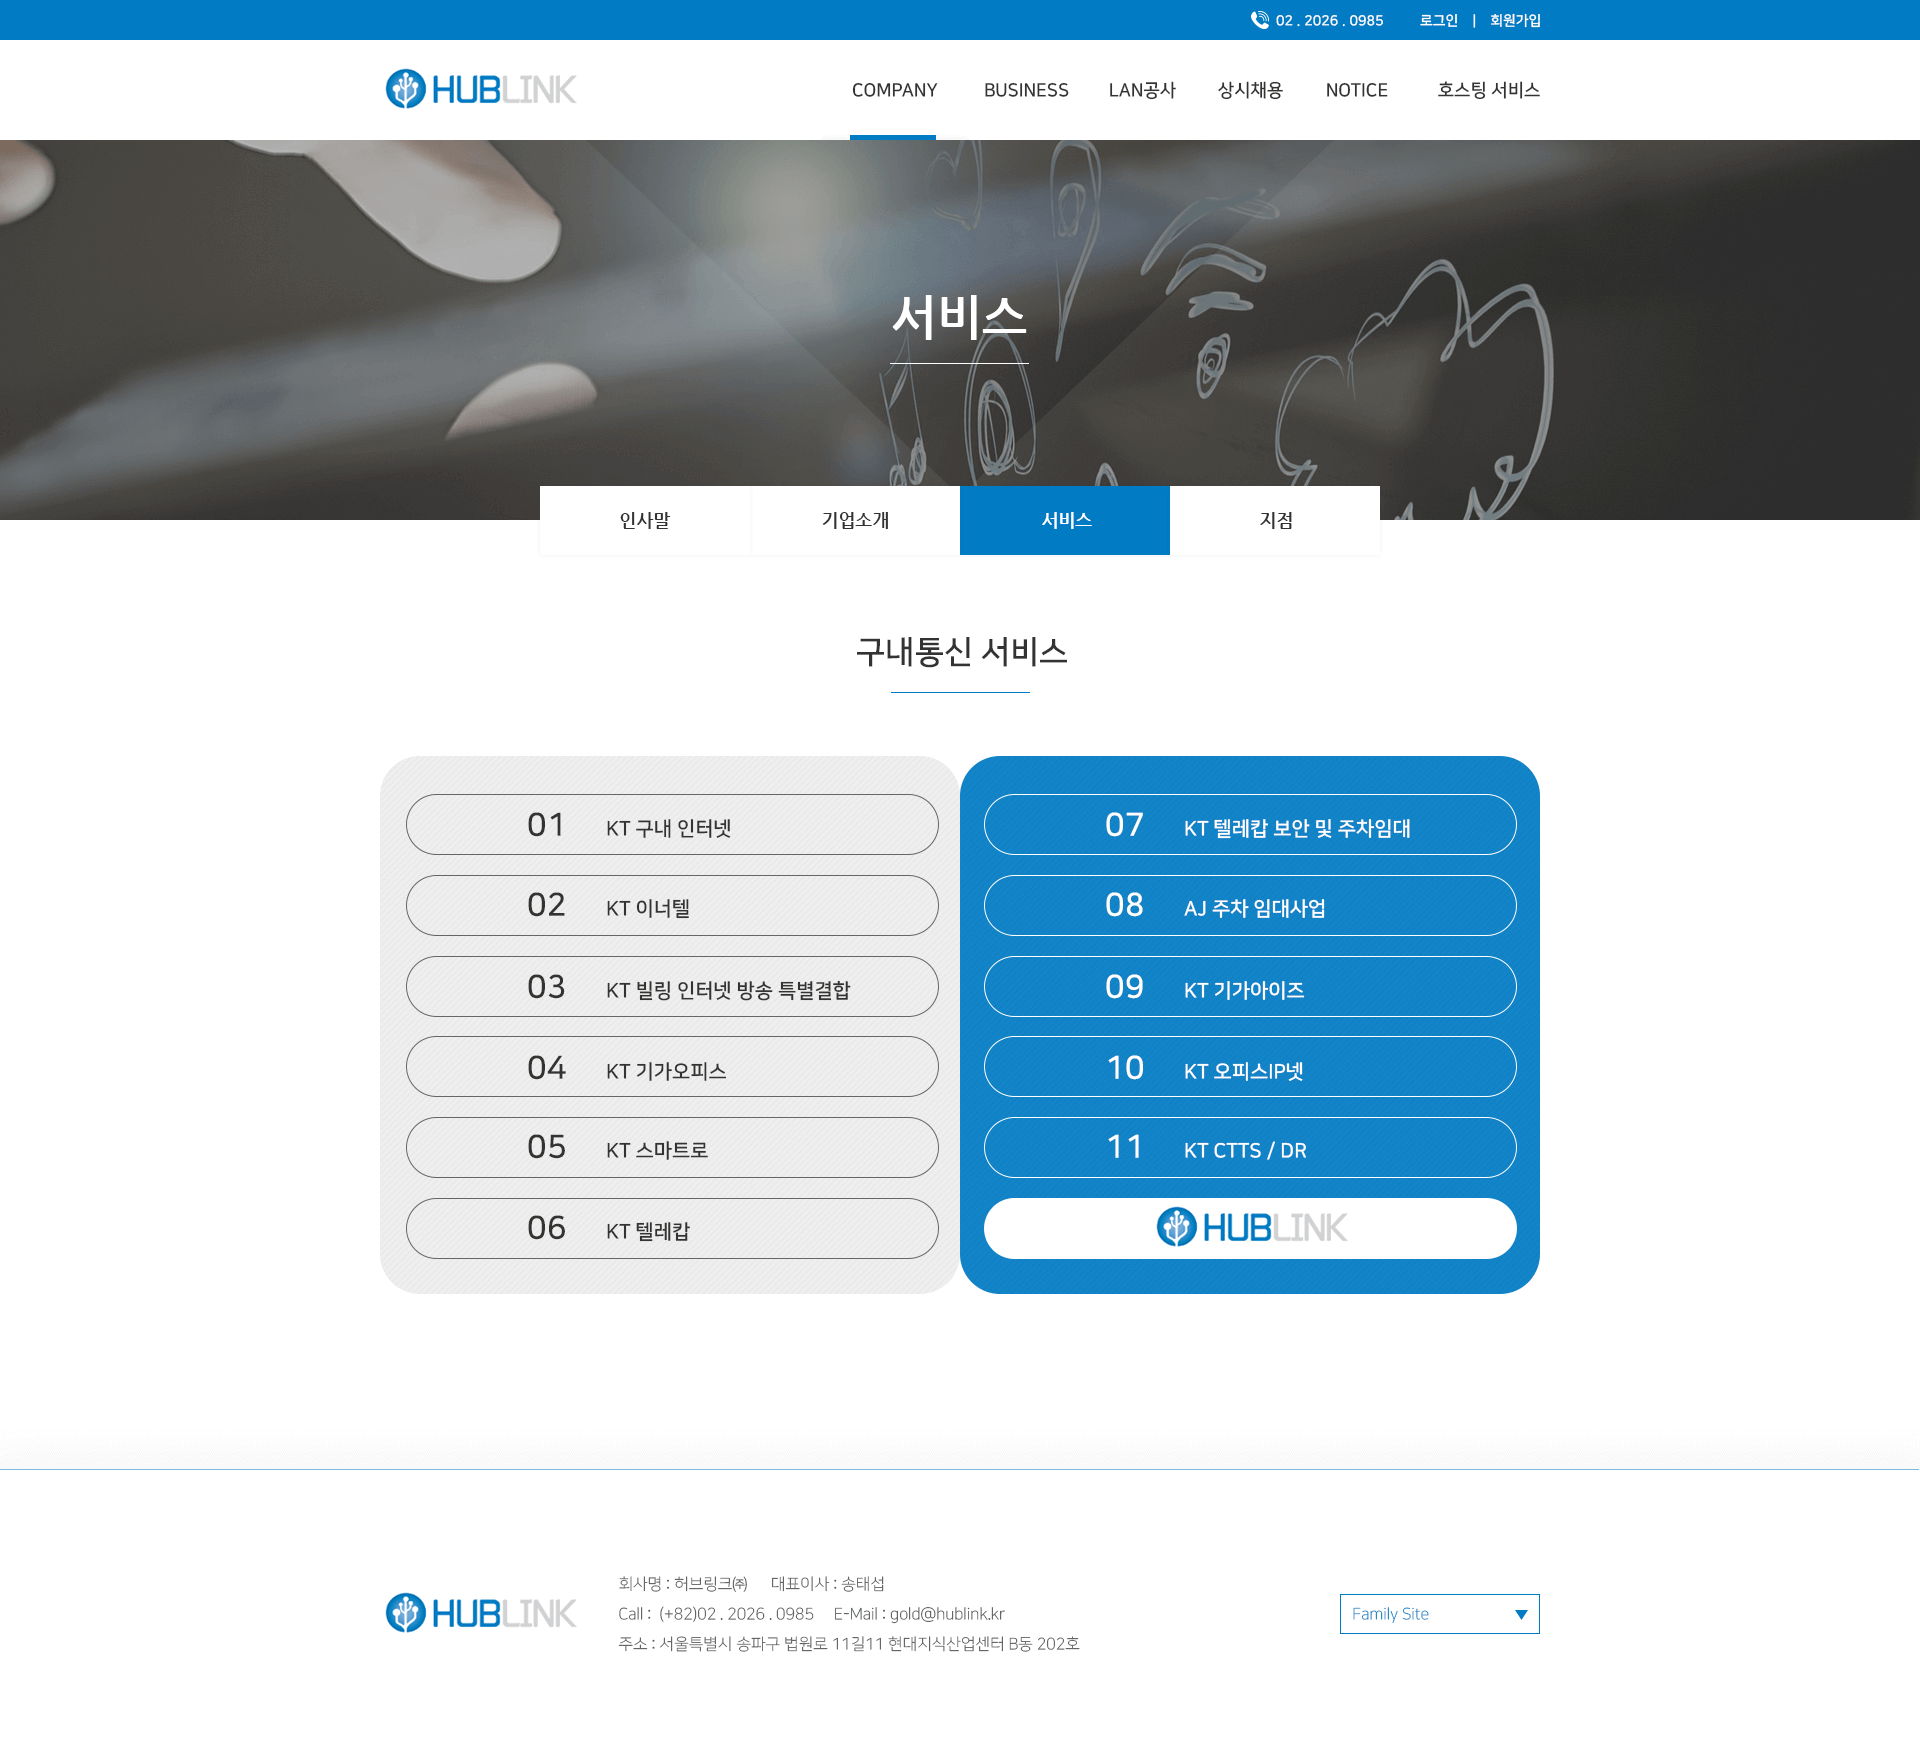 02 . 2026 . 0985 로그인 | 회원가입
HUBLINK COMPANY BUSINESS LAN공사 상시채용 NOTICE 호스팅 서비스
서비스
인사말 기업소개 서비스 지점
구내통신 서비스
01 KT 구내 인터넷
02 KT 이너텔
03 KT 빌링 인터넷 방송 특별결합
04 KT 기가오피스
05 KT 스마트로
06 KT 텔레캅
07 KT 텔레캅 보안 및 주차임대
08 AJ 주차 임대사업
09 KT 기가아이즈
10 KT 오피스IP넷
11 KT CTTS / DR
HUBLINK
HUBLINK
회사명 : 허브링크㈜ 대표이사 : 송태섭
Call : (+82)02 . 2026 . 0985 E-Mail : gold@hublink.kr
주소 : 서울특별시 송파구 법원로 11길11 현대지식산업센터 B동 202호
Family Site